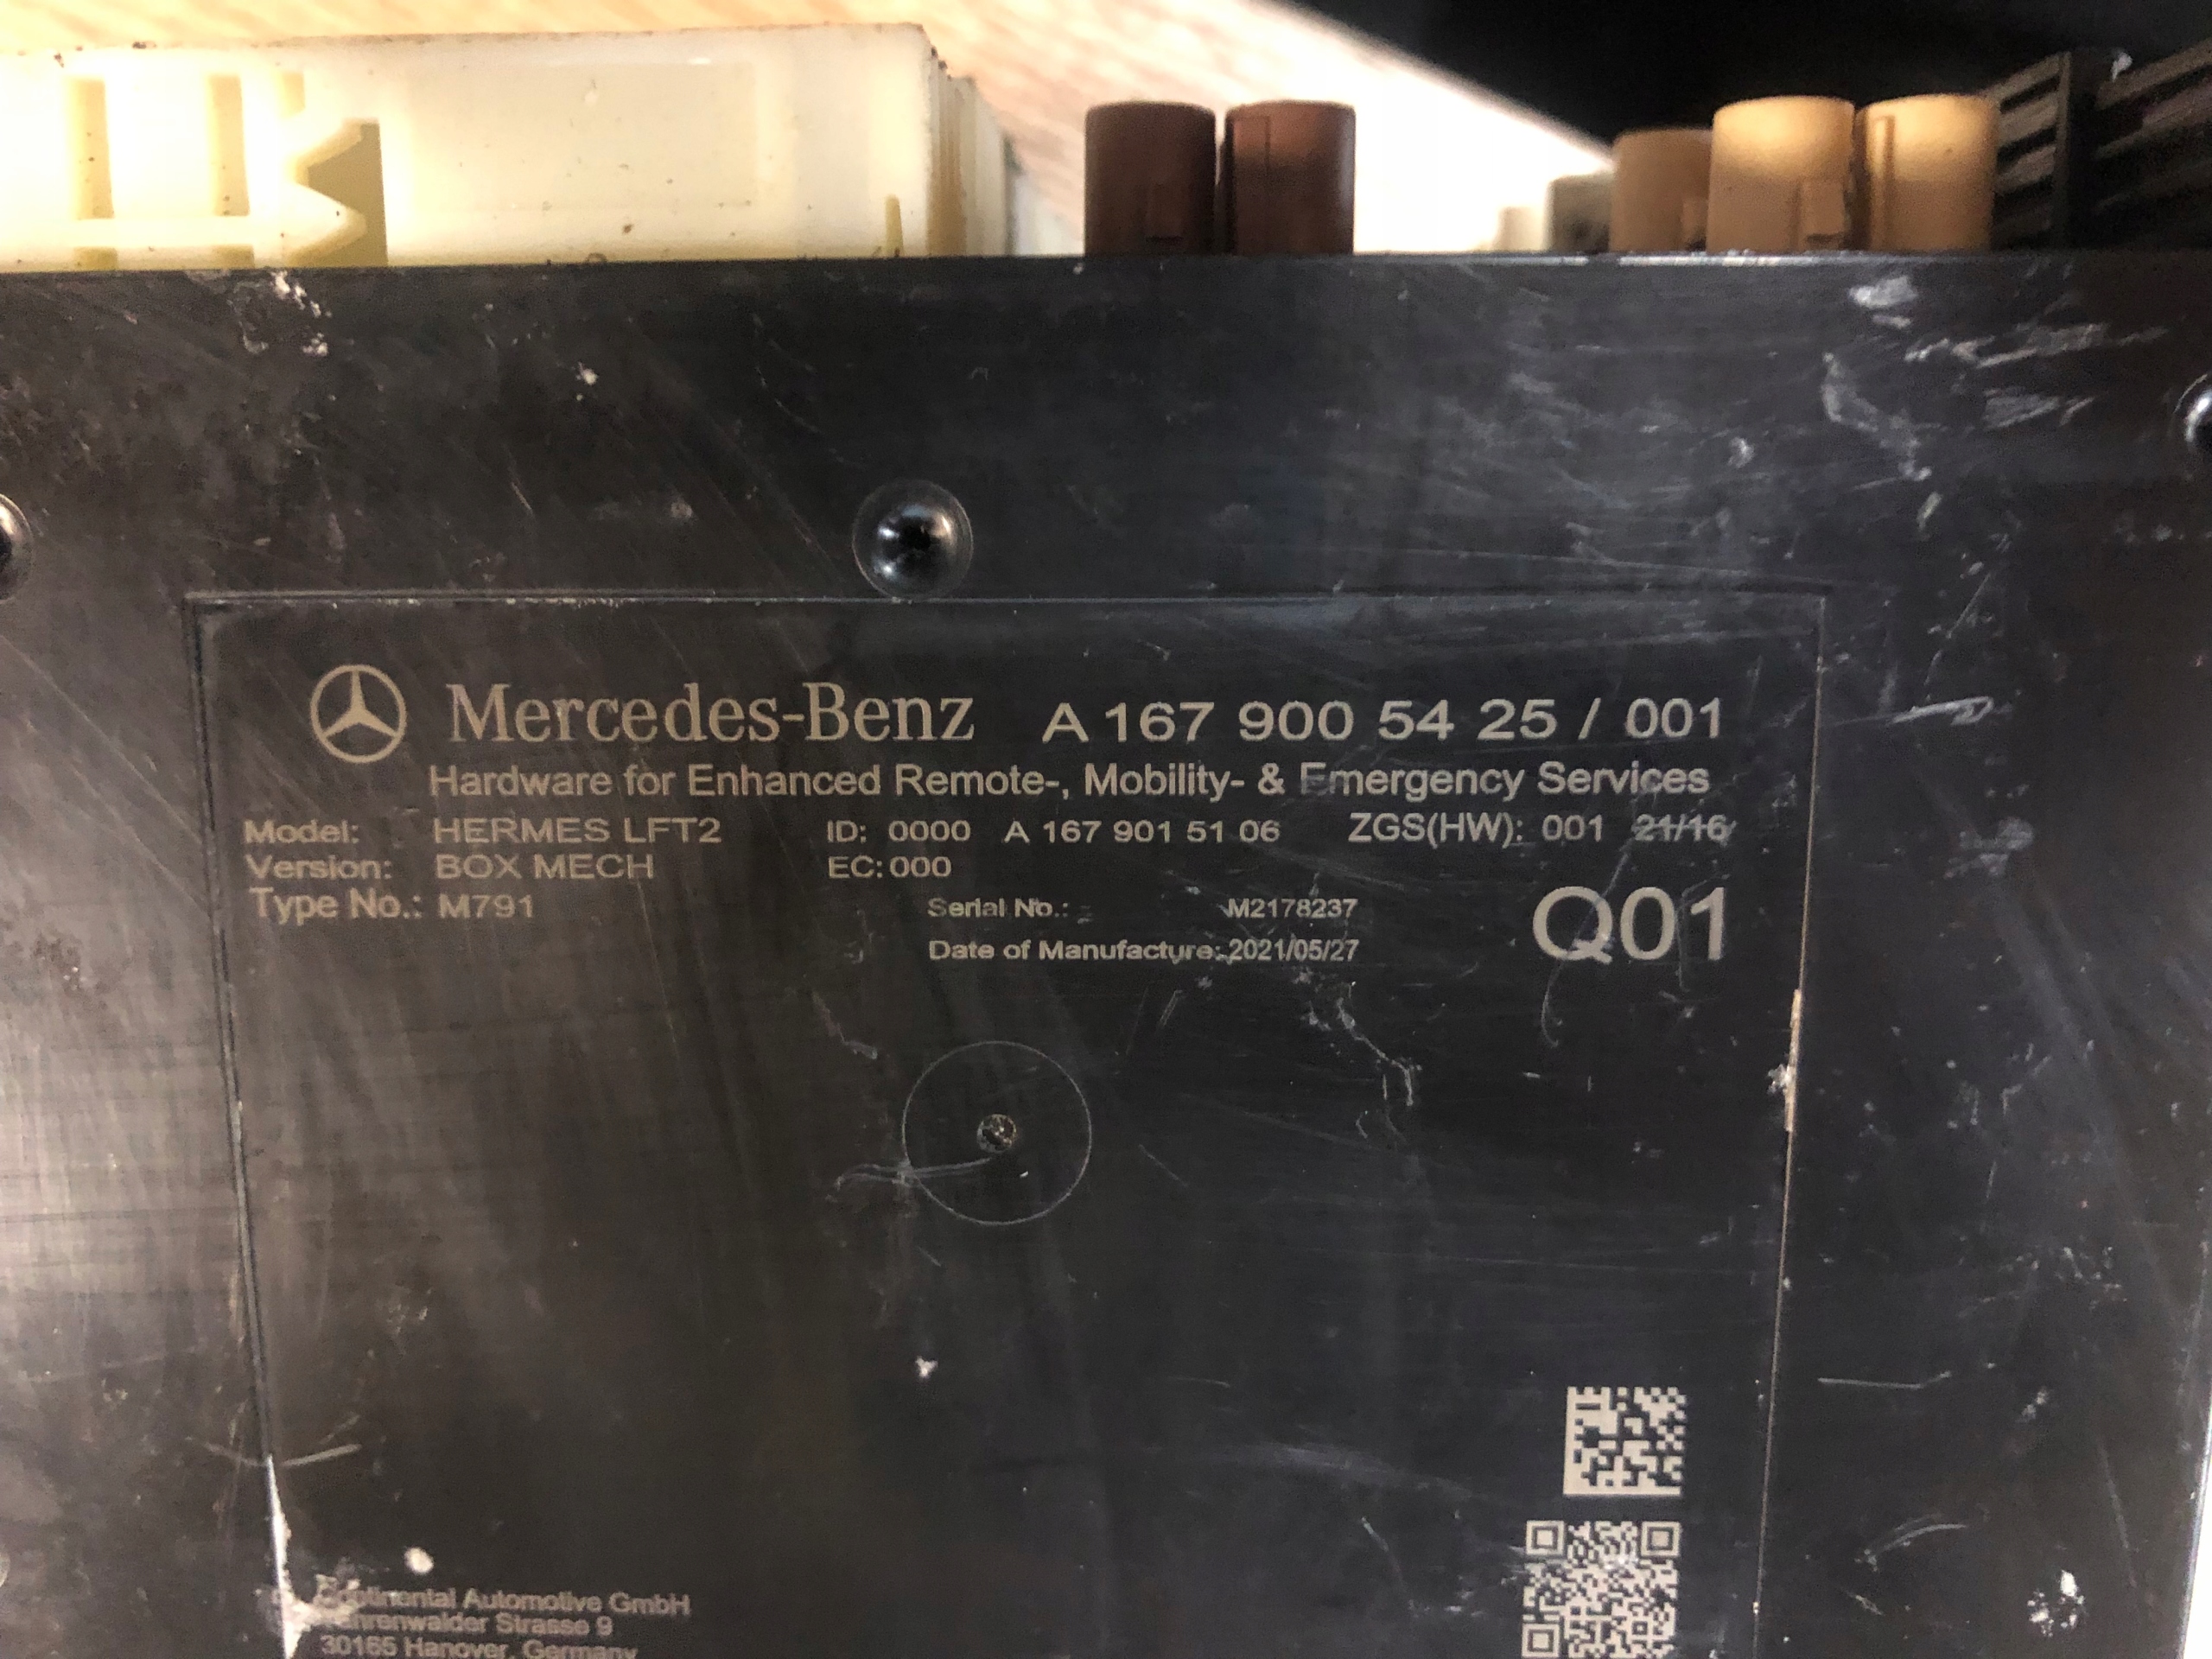 Mercedes-Benz A 167 900 54 25 / 001
Hardware for Enhanced Remote-, Mobility- & Emergency Services
Model: HERMES LFT2 ID: 0000 A 167 901 51 06 ZGS(HW): 001 21/16
Version: BOX MECH EC: 000
Type No.: M791 Serial No.: M2178237 Q01
Date of Manufacture: 2021/05/27
Continental Automotive GmbH
Vahrenwalder Strasse 9
30165 Hanover, Germany